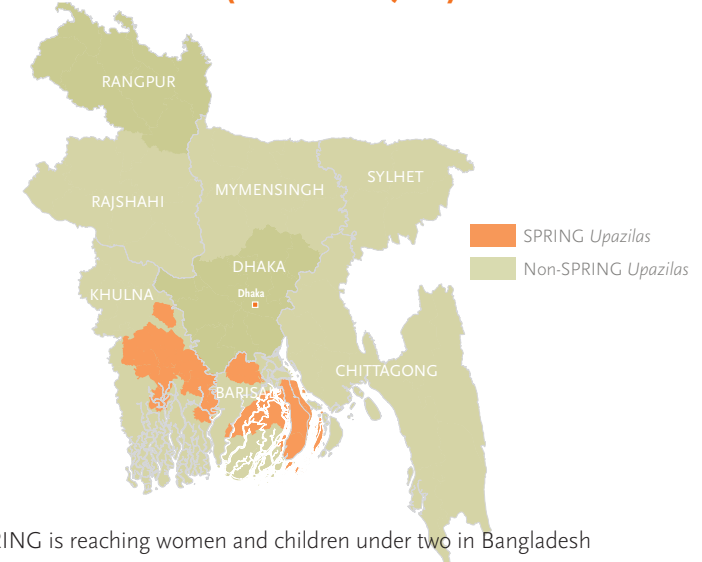 RANGPUR
RAJSHAHI
MYMENSINGH
SYLHET
SPRING Upazilas
Non-SPRING Upazilas
DHAKA
Dhaka
KHULNA
CHITTAGONG
BARISAL
is reaching women and children under two in Bangladesh